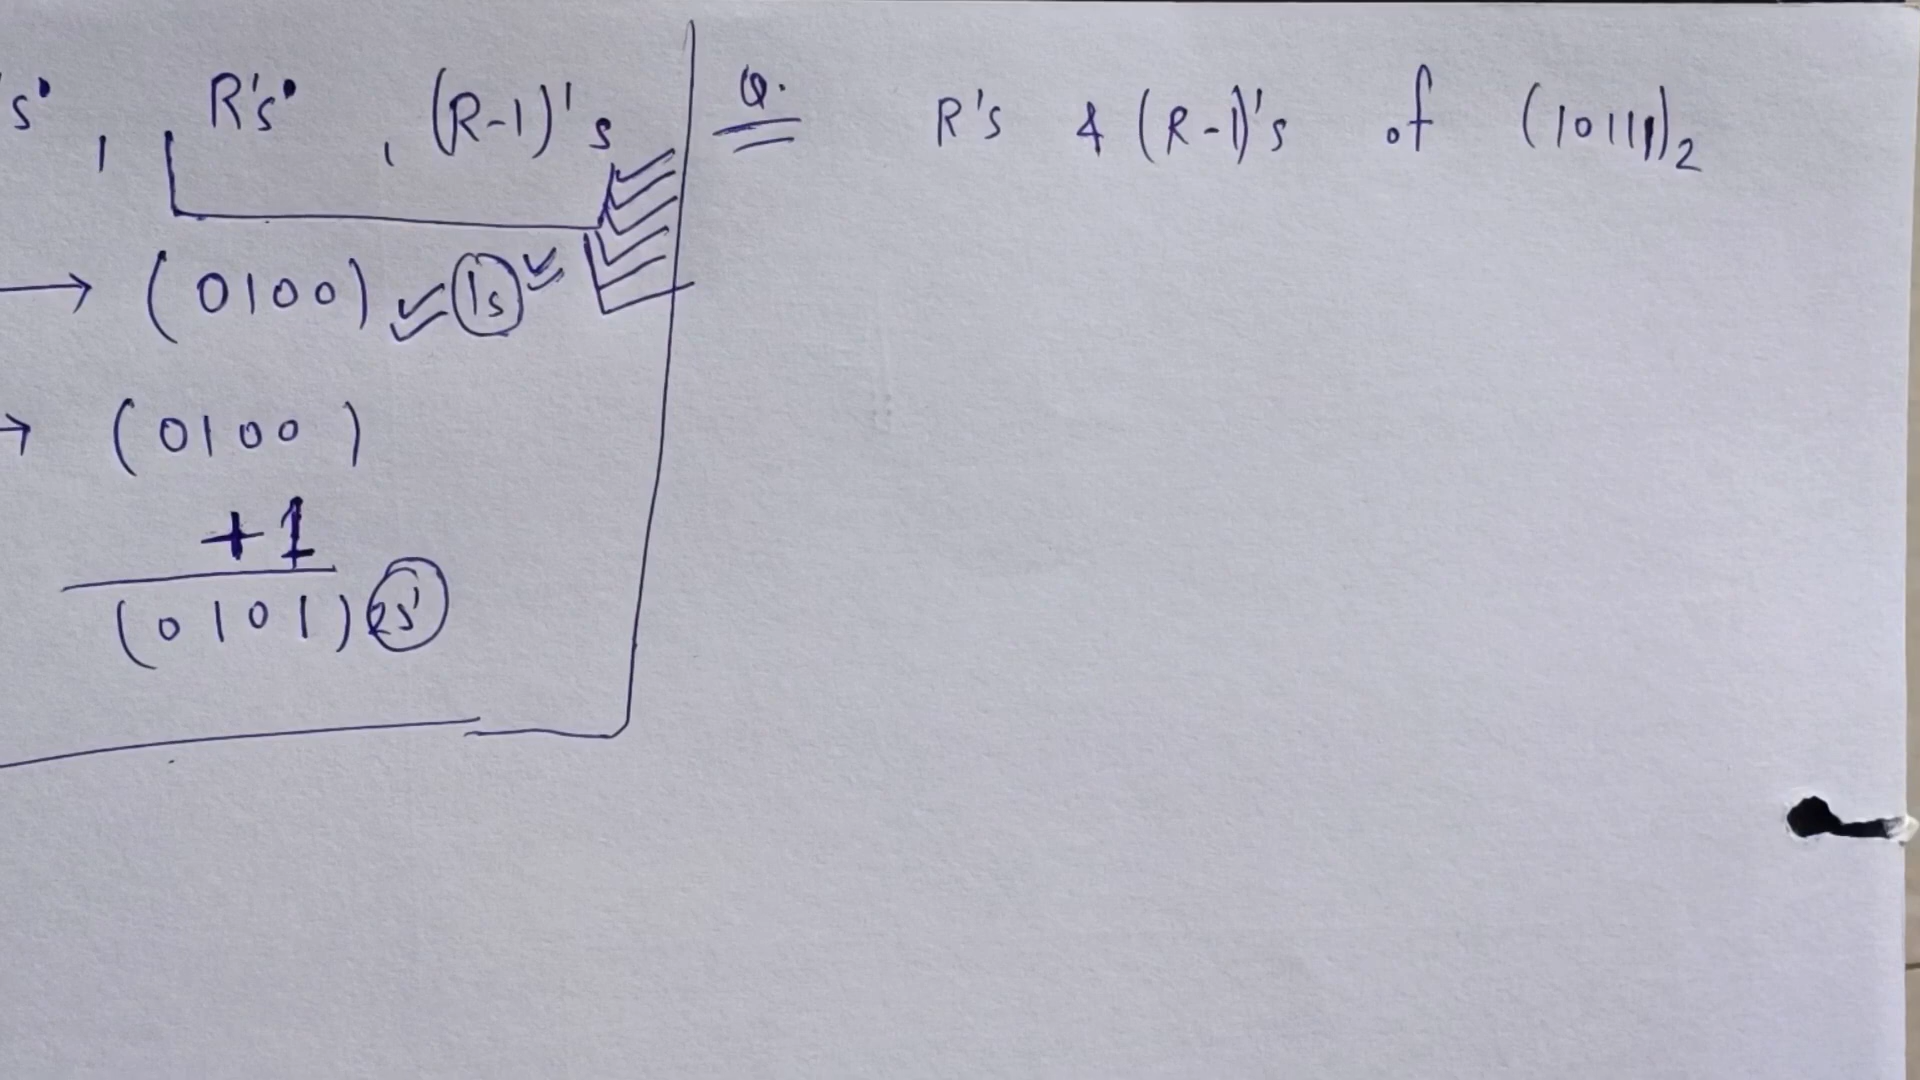 's , R's , (R-1)'s
→ (0100) 1s
→ (0100)
+1
(0101) 2s'
Q. R's & (R-1)'s of (10111)₂